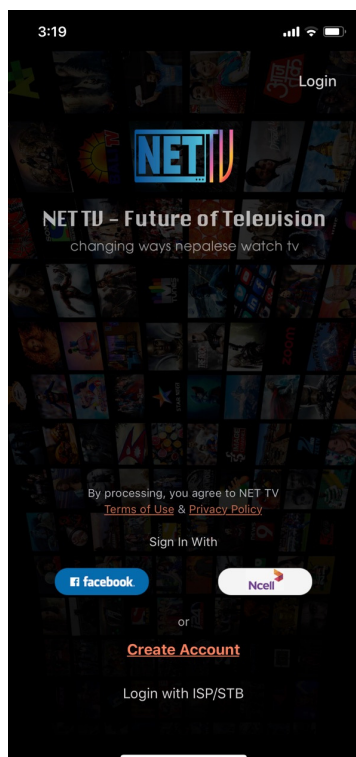 3:19
Login
NET TV
NET TV - Future of Television
changing ways nepalese watch tv
By processing, you agree to NET TV
Terms of Use & Privacy Policy
Sign In With
facebook.
Ncell
or
Create Account
Login with ISP/STB